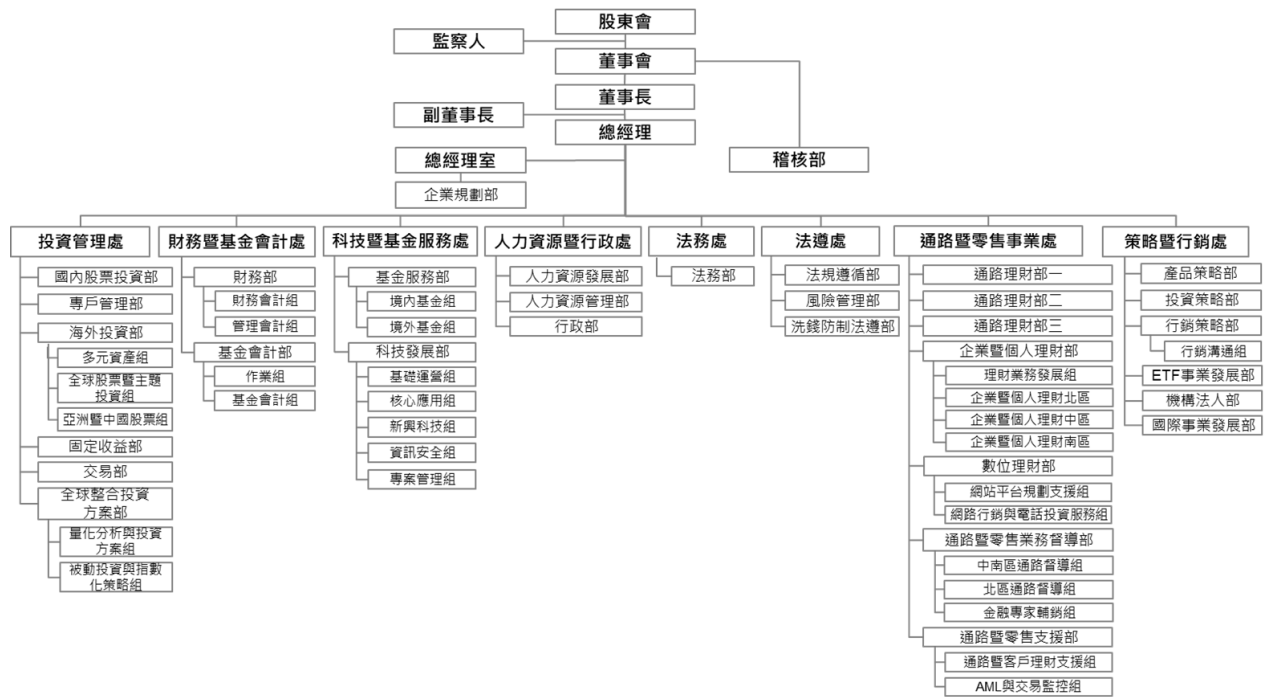 股東會
監察人
董事會
董事長
副董事長
總經理
總經理室
稽核部
企業規劃部
投資管理處
國內股票投資部
專戶管理部
海外投資部
多元資產組
全球股票暨主題
投資組
亞洲暨中國股票組
固定收益部
交易部
全球整合投資
方案部
量化分析與投資
方案組
被動投資與指數
化策略組
財務暨基金會計處
財務部
財務會計組
管理會計組
基金會計部
作業組
基金會計組
科技暨基金服務處
基金服務部
境內基金組
境外基金組
科技發展部
基礎運營組
核心應用組
新興科技組
資訊安全組
專案管理組
人力資源暨行政處
人力資源發展部
人力資源管理部
行政部
法務處
法務部
法遵處
法規遵循部
風險管理部
洗錢防制法遵部
通路暨零售事業處
通路理財部一
通路理財部二
通路理財部三
企業暨個人理財部
理財業務發展組
企業暨個人理財北區
企業暨個人理財中區
企業暨個人理財南區
數位理財部
網站平台規劃支援組
網路行銷與電話投資服務組
通路暨零售業務督導部
中南區通路督導組
北區通路督導組
金融專家輔銷組
通路暨零售支援部
通路暨客戶理財支援組
AML與交易監控組
策略暨行銷處
產品策略部
投資策略部
行銷策略部
行銷溝通組
ETF事業發展部
機構法人部
國際事業發展部